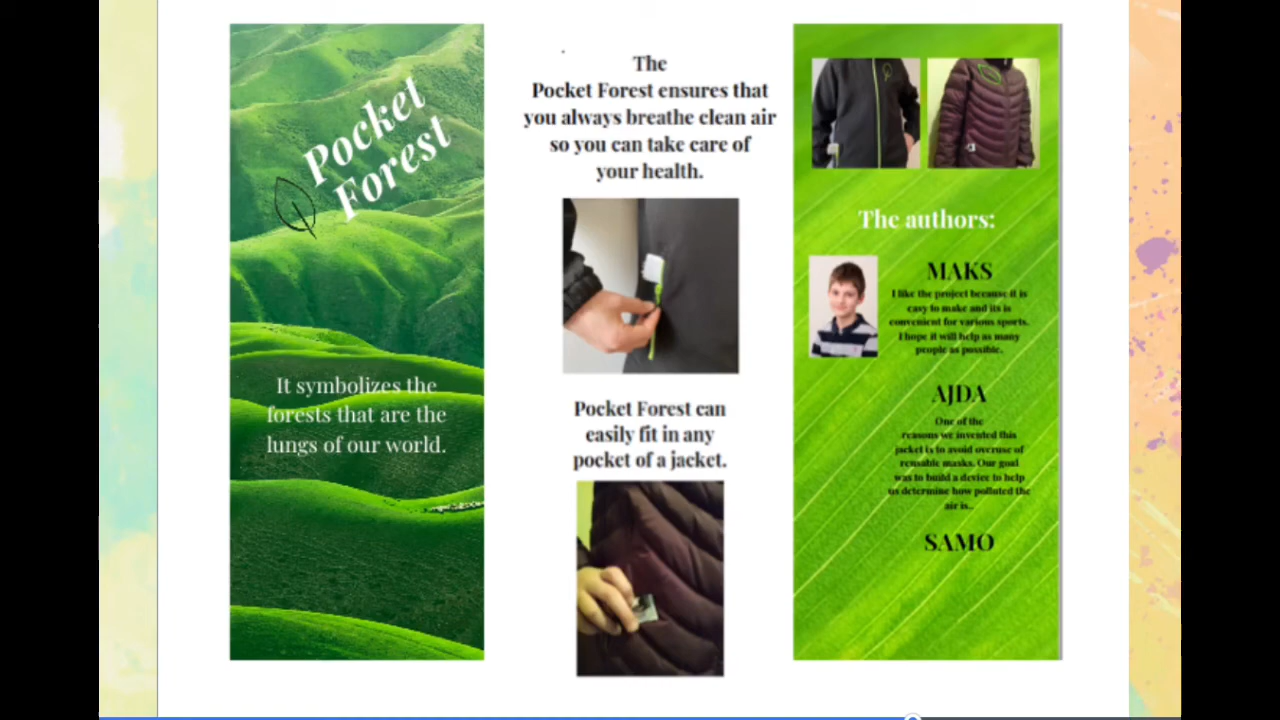 Pocket
Forest
It symbolizes the
forests that are the
lungs of our world.
The
Pocket Forest ensures that
you always breathe clean air
so you can take care of
your health.
Pocket Forest can
easily fit in any
pocket of a jacket.
The authors:
MAKS
I like the project because it is
easy to make and its is
convenient for various sports.
I hope it will help as many
people as possible.
AJDA
One of the
reasons we invented this
jacket is to avoid overuse of
reusable masks. Our goal
was to build a device to help
us determine how polluted the
air is..
SAMO